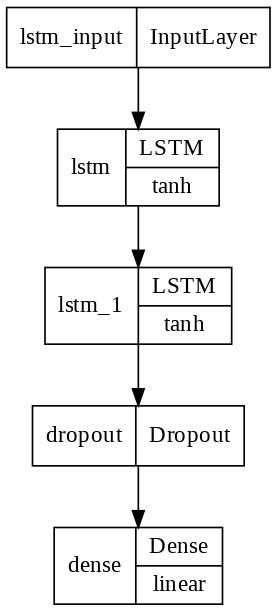 lstm_input InputLayer
lstm LSTM
tanh
lstm_1 LSTM
tanh
dropout Dropout
dense Dense
linear